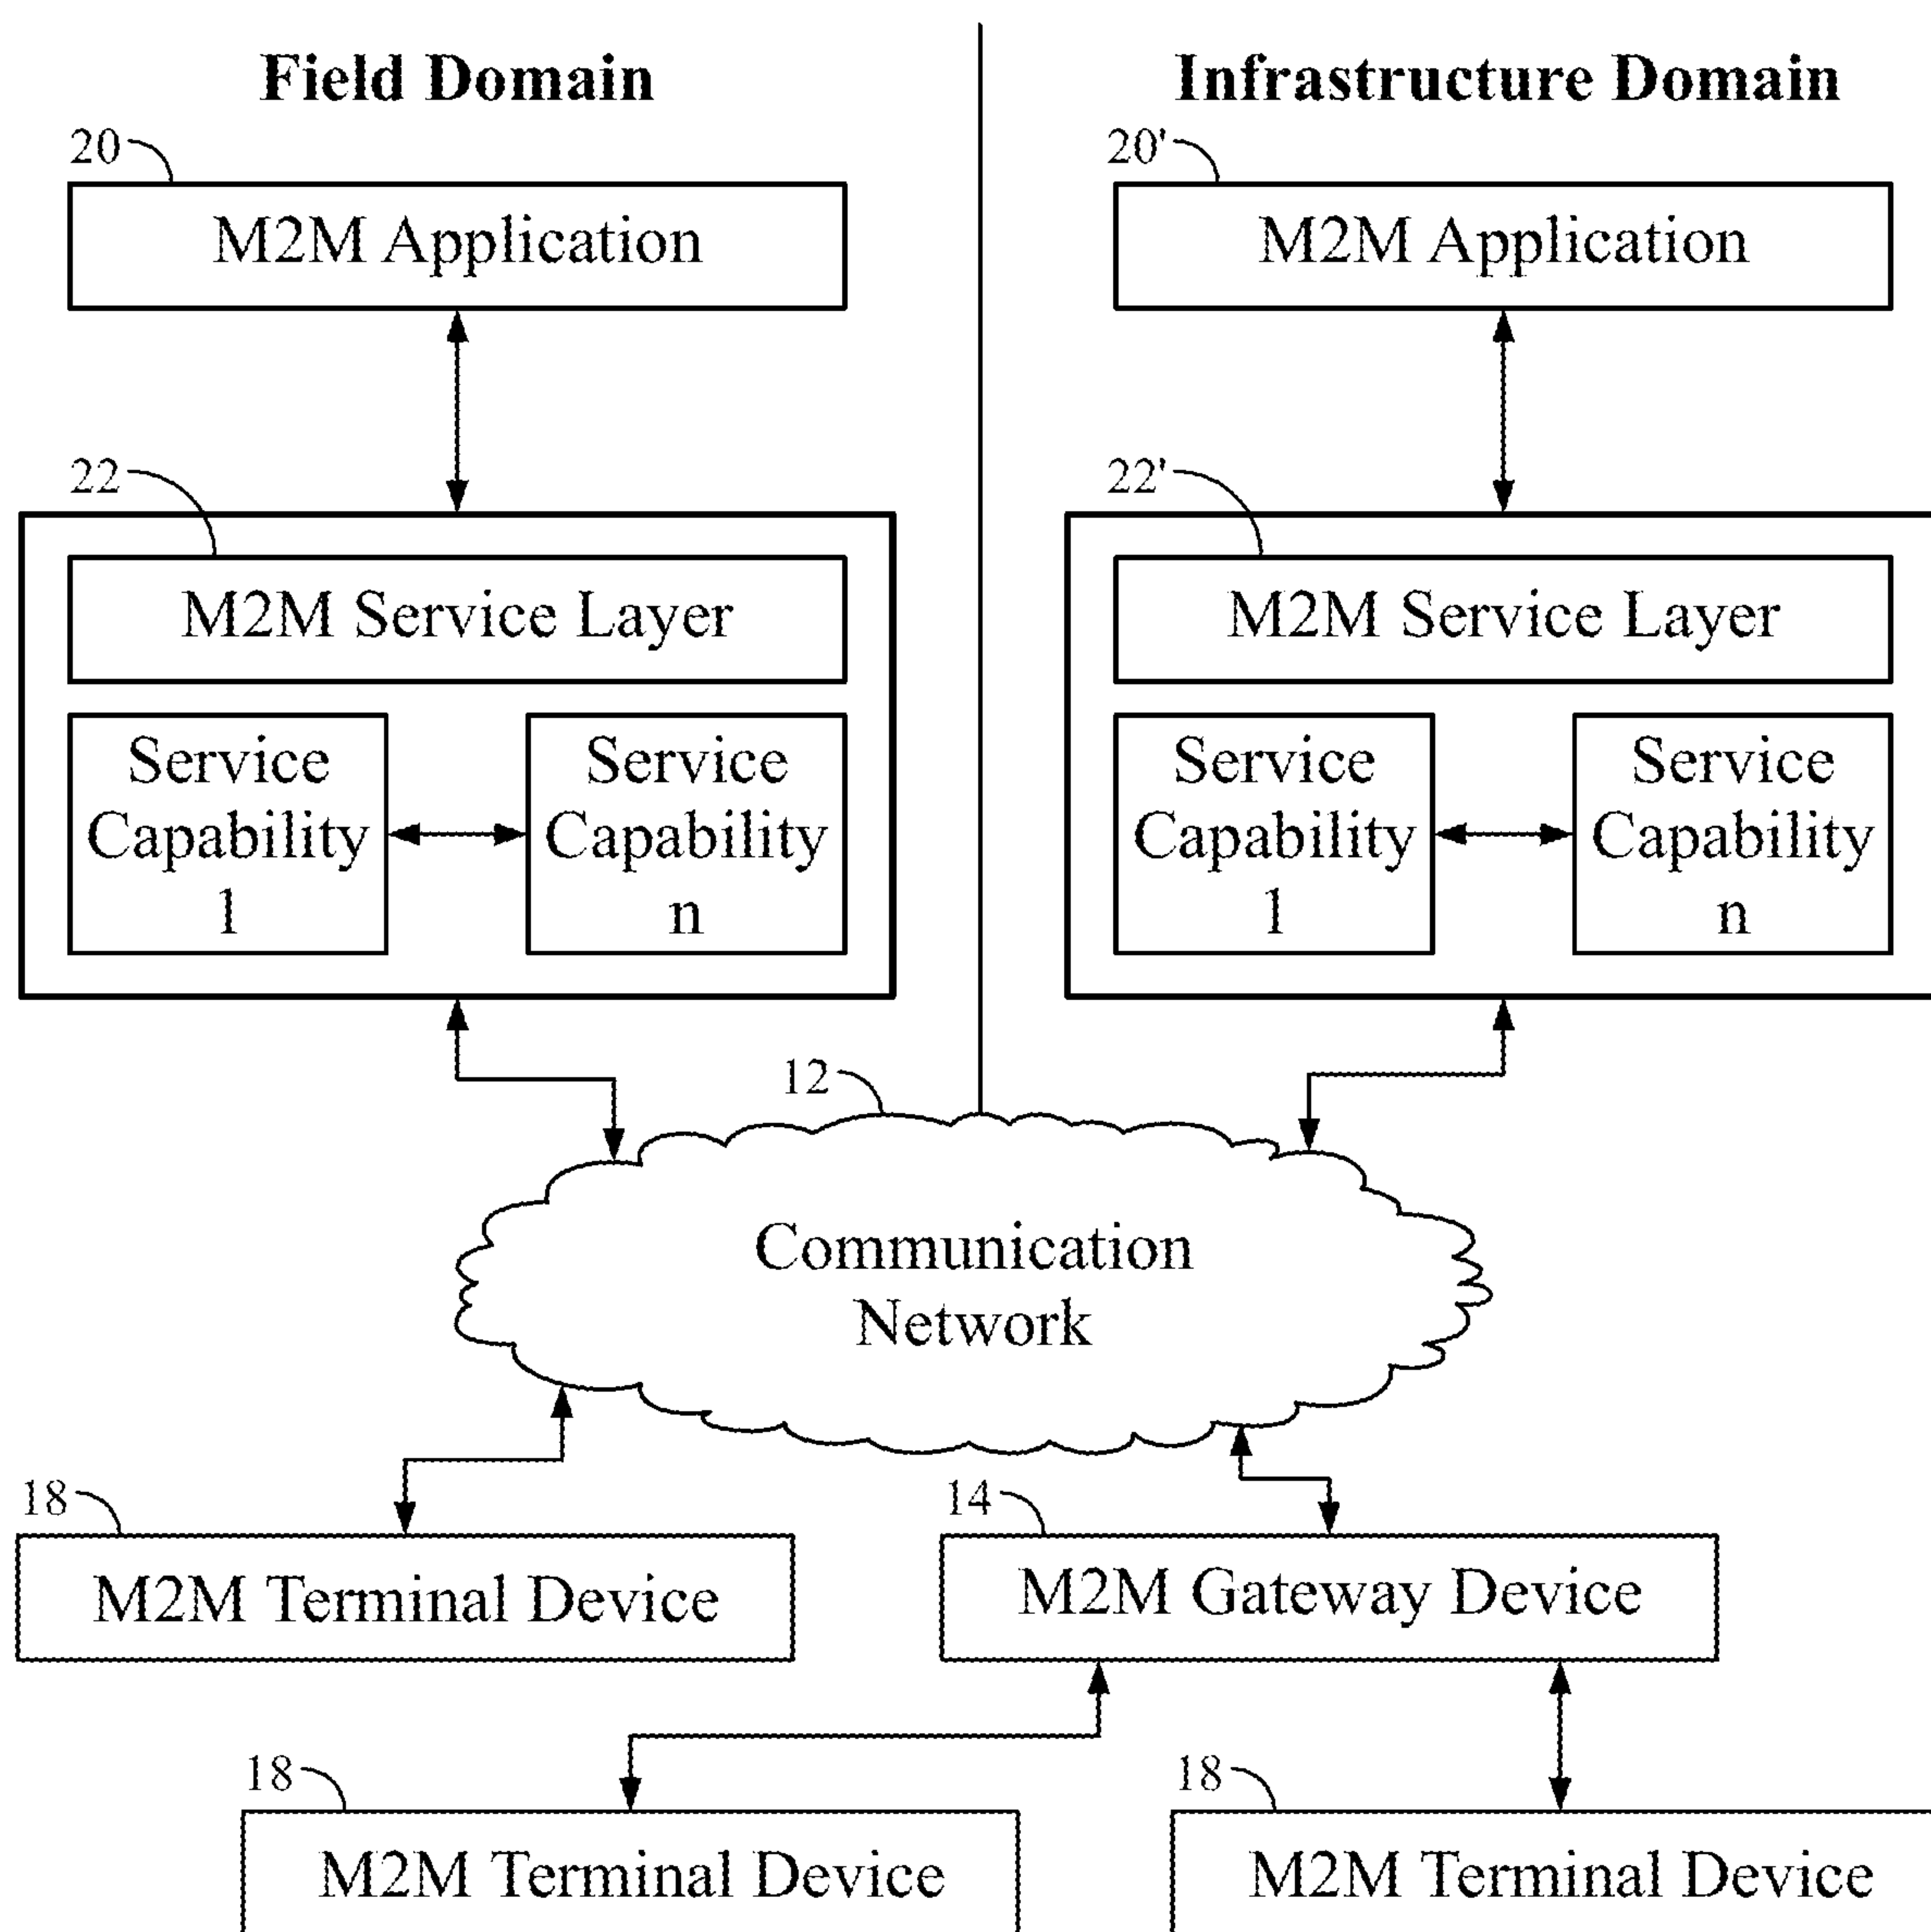 Field Domain
Infrastructure Domain
20
20'
M2M Application
M2M Application
22
22'
M2M Service Layer
M2M Service Layer
Service
Capability
1
Service
Capability
n
Service
Capability
1
Service
Capability
n
12
Communication
Network
18
14
M2M Terminal Device
M2M Gateway Device
18
18
M2M Terminal Device
M2M Terminal Device